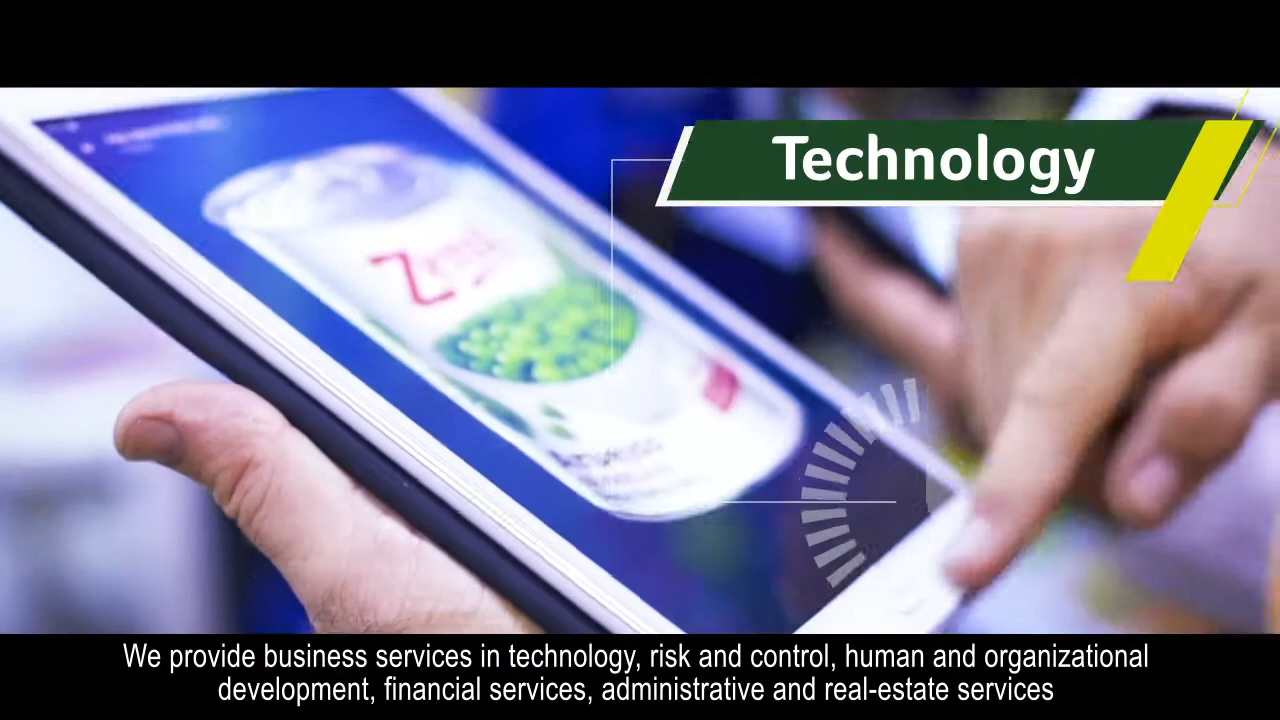 Technology
We provide business services in technology, risk and control, human and organizational
development, financial services, administrative and real-estate services